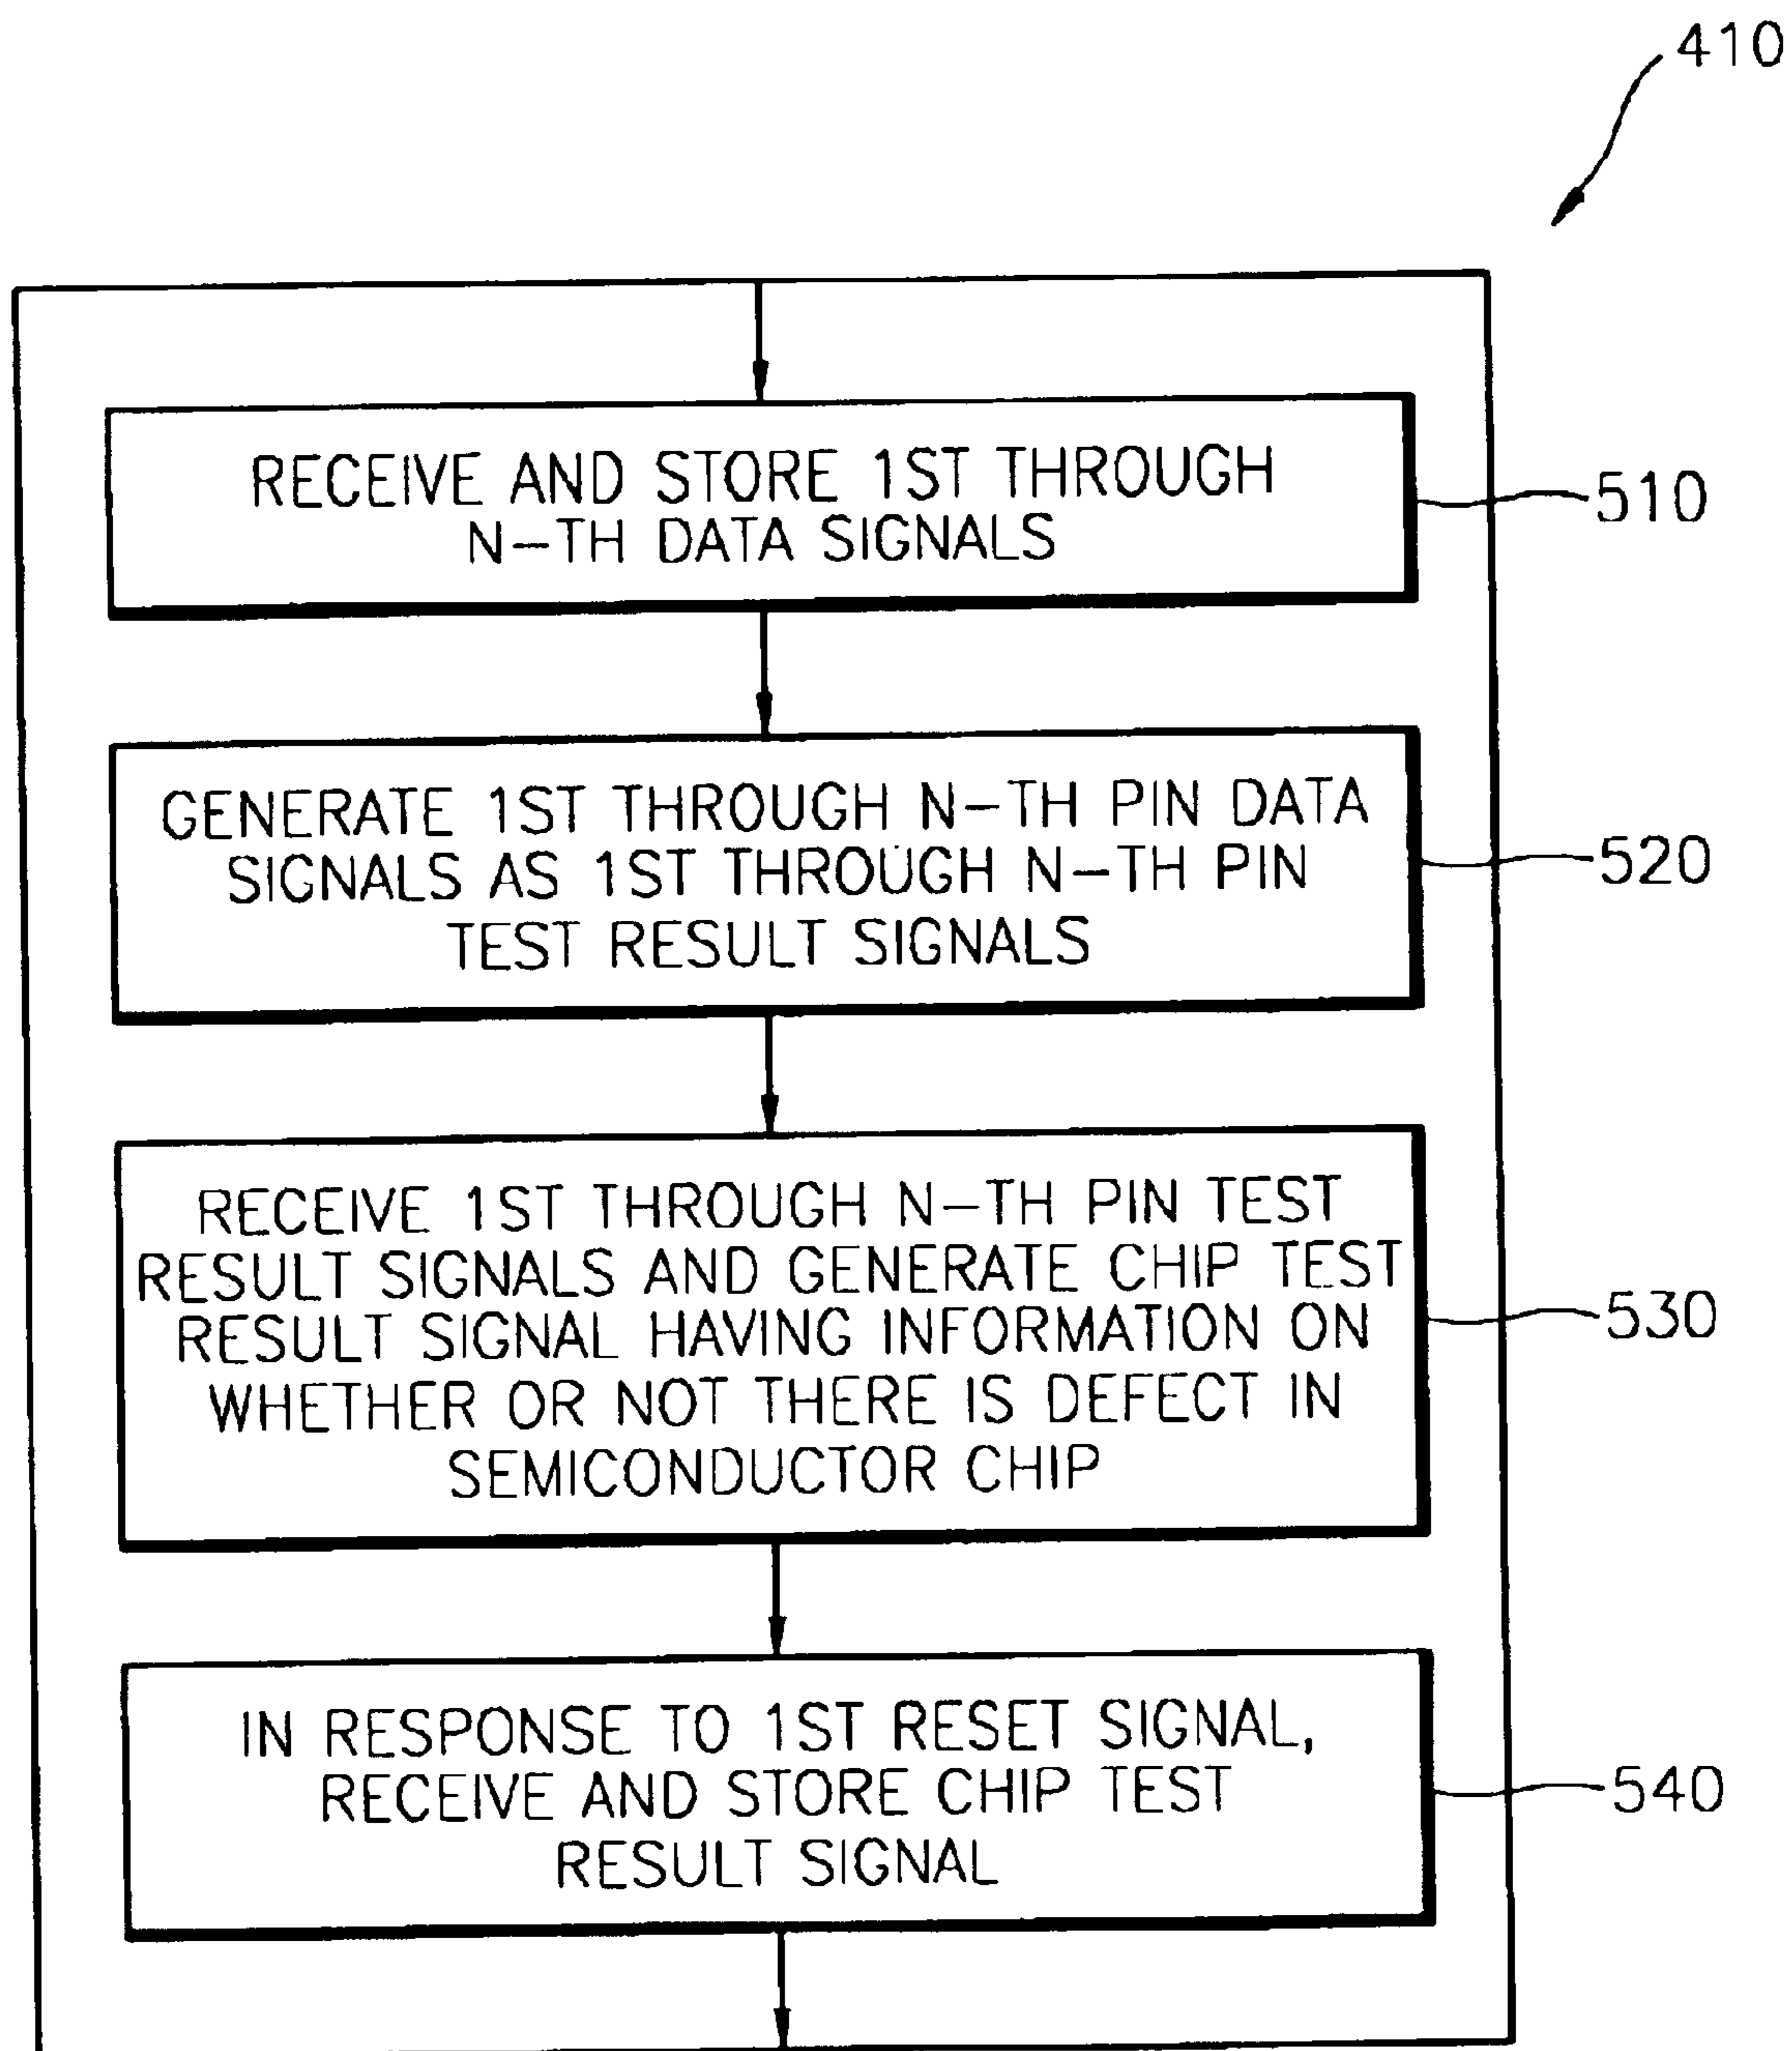 410
RECEIVE AND STORE 1ST THROUGH
N-TH DATA SIGNALS
510
GENERATE 1ST THROUGH N-TH PIN DATA
SIGNALS AS 1ST THROUGH N-TH PIN
TEST RESULT SIGNALS
520
RECEIVE 1ST THROUGH N-TH PIN TEST
RESULT SIGNALS AND GENERATE CHIP TEST
RESULT SIGNAL HAVING INFORMATION ON
WHETHER OR NOT THERE IS DEFECT IN
SEMICONDUCTOR CHIP
530
IN RESPONSE TO 1ST RESET SIGNAL,
RECEIVE AND STORE CHIP TEST
RESULT SIGNAL
540